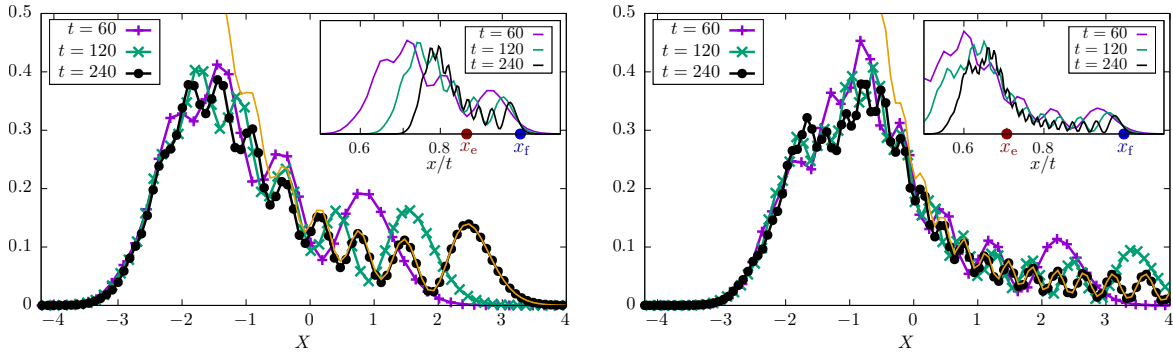 0.5
0.4
0.3
0.2
0.1
0
t = 60
t = 120
t = 240
t = 60
t = 120
t = 240
0.6 0.8
x_e x_f
x/t
−4 −3 −2 −1 0 1 2 3 4
X
0.5
0.4
0.3
0.2
0.1
0
t = 60
t = 120
t = 240
t = 60
t = 120
t = 240
0.6 0.8
x_e x_f
x/t
−4 −3 −2 −1 0 1 2 3 4
X